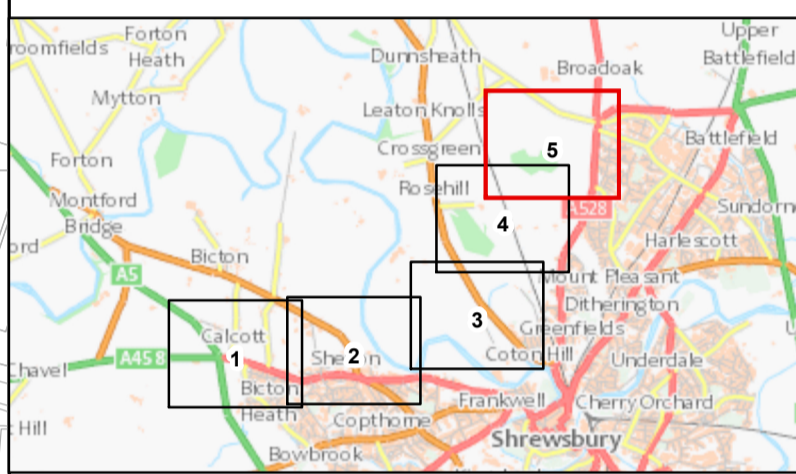 Forton
Heath
Upper
Battlefield
roomfields
Dunnsheath
Broadoak
Mytton
Leaton Knolls
Battlefield
Crossgreen
5
Forton
Rosehill
Montford
Bridge
A528
Sundorn
4
ord
Bicton
Harlescott
A5
Mount Pleasant
Ditherington
3
Greenfields
Calcott
1
2
Coton Hill
Underdale
Chavel
A458
Bicton
Heath
Frankwell
Cherry Orchard
Hill
Copthorne
Shrewsbury
Bowbrook